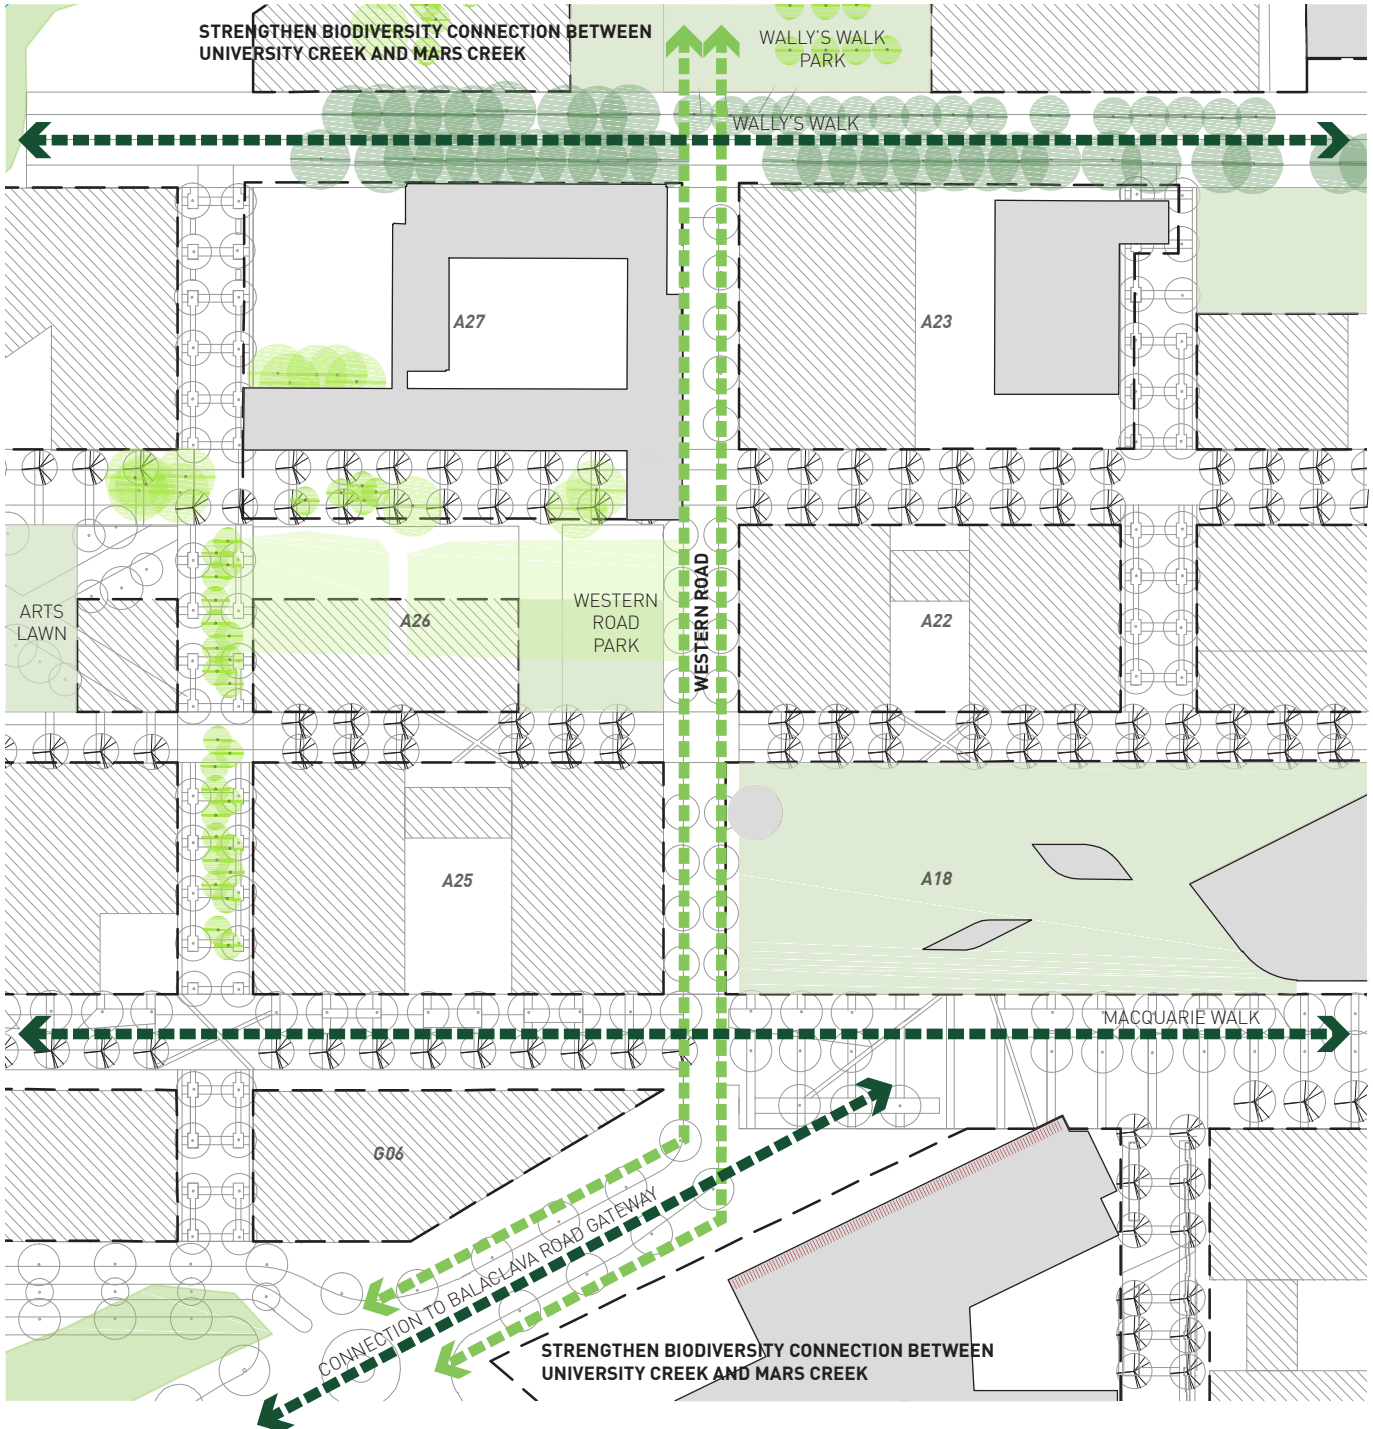 STRENGTHEN BIODIVERSITY CONNECTION BETWEEN
UNIVERSITY CREEK AND MARS CREEK
WALLY'S WALK
PARK
WALLY'S WALK
A27
A23
ARTS
LAWN
A26
WESTERN
ROAD
PARK
WESTERN ROAD
A22
A25
A18
MACQUARIE WALK
G06
CONNECTION TO BALACLAVA ROAD GATEWAY
STRENGTHEN BIODIVERSITY CONNECTION BETWEEN
UNIVERSITY CREEK AND MARS CREEK